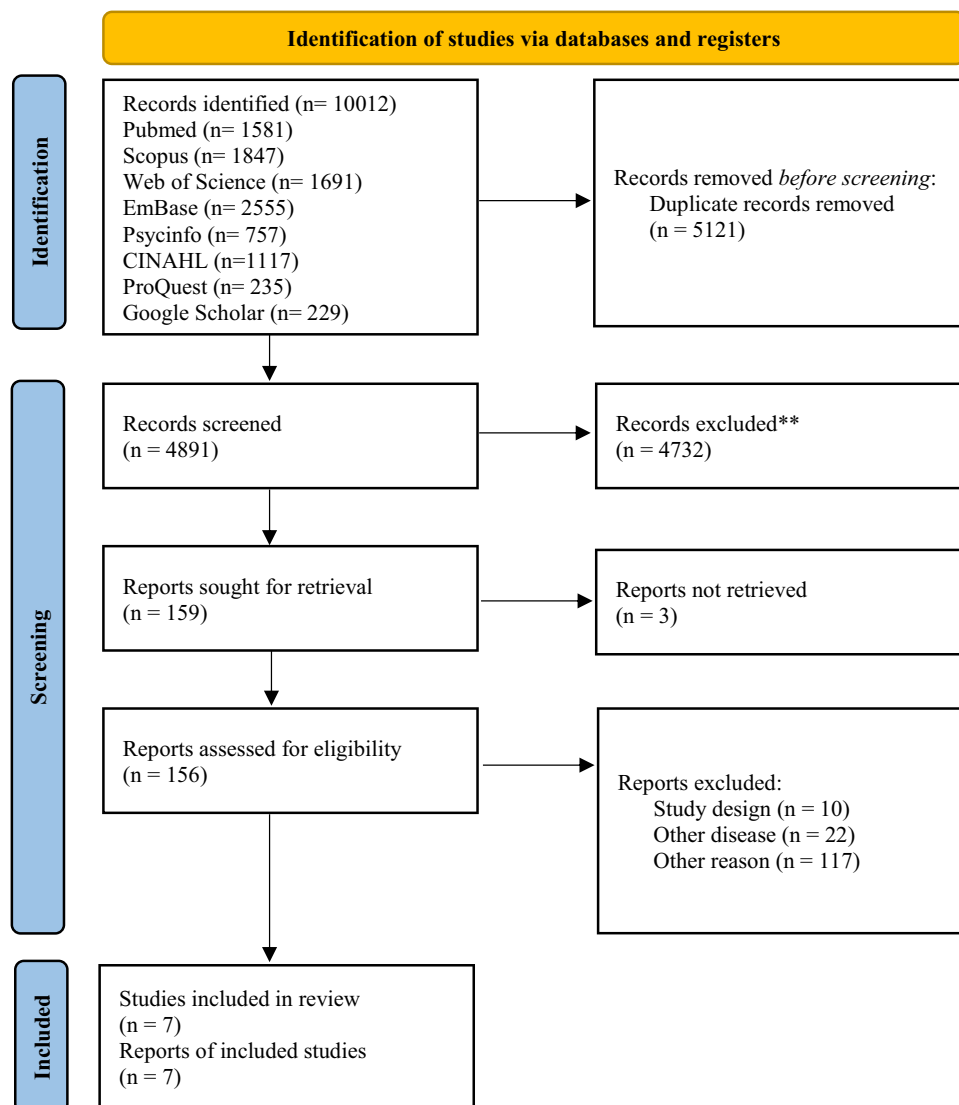 Identification of studies via databases and registers
Identification
Records identified (n= 10012)
Pubmed (n= 1581)
Scopus (n= 1847)
Web of Science (n= 1691)
EmBase (n= 2555)
Psycinfo (n= 757)
CINAHL (n=1117)
ProQuest (n= 235)
Google Scholar (n= 229)
Records removed before screening:
Duplicate records removed
(n = 5121)
Screening
Records screened
(n = 4891)
Records excluded**
(n = 4732)
Reports sought for retrieval
(n = 159)
Reports not retrieved
(n = 3)
Reports assessed for eligibility
(n = 156)
Reports excluded:
Study design (n = 10)
Other disease (n = 22)
Other reason (n = 117)
Included
Studies included in review
(n = 7)
Reports of included studies
(n = 7)